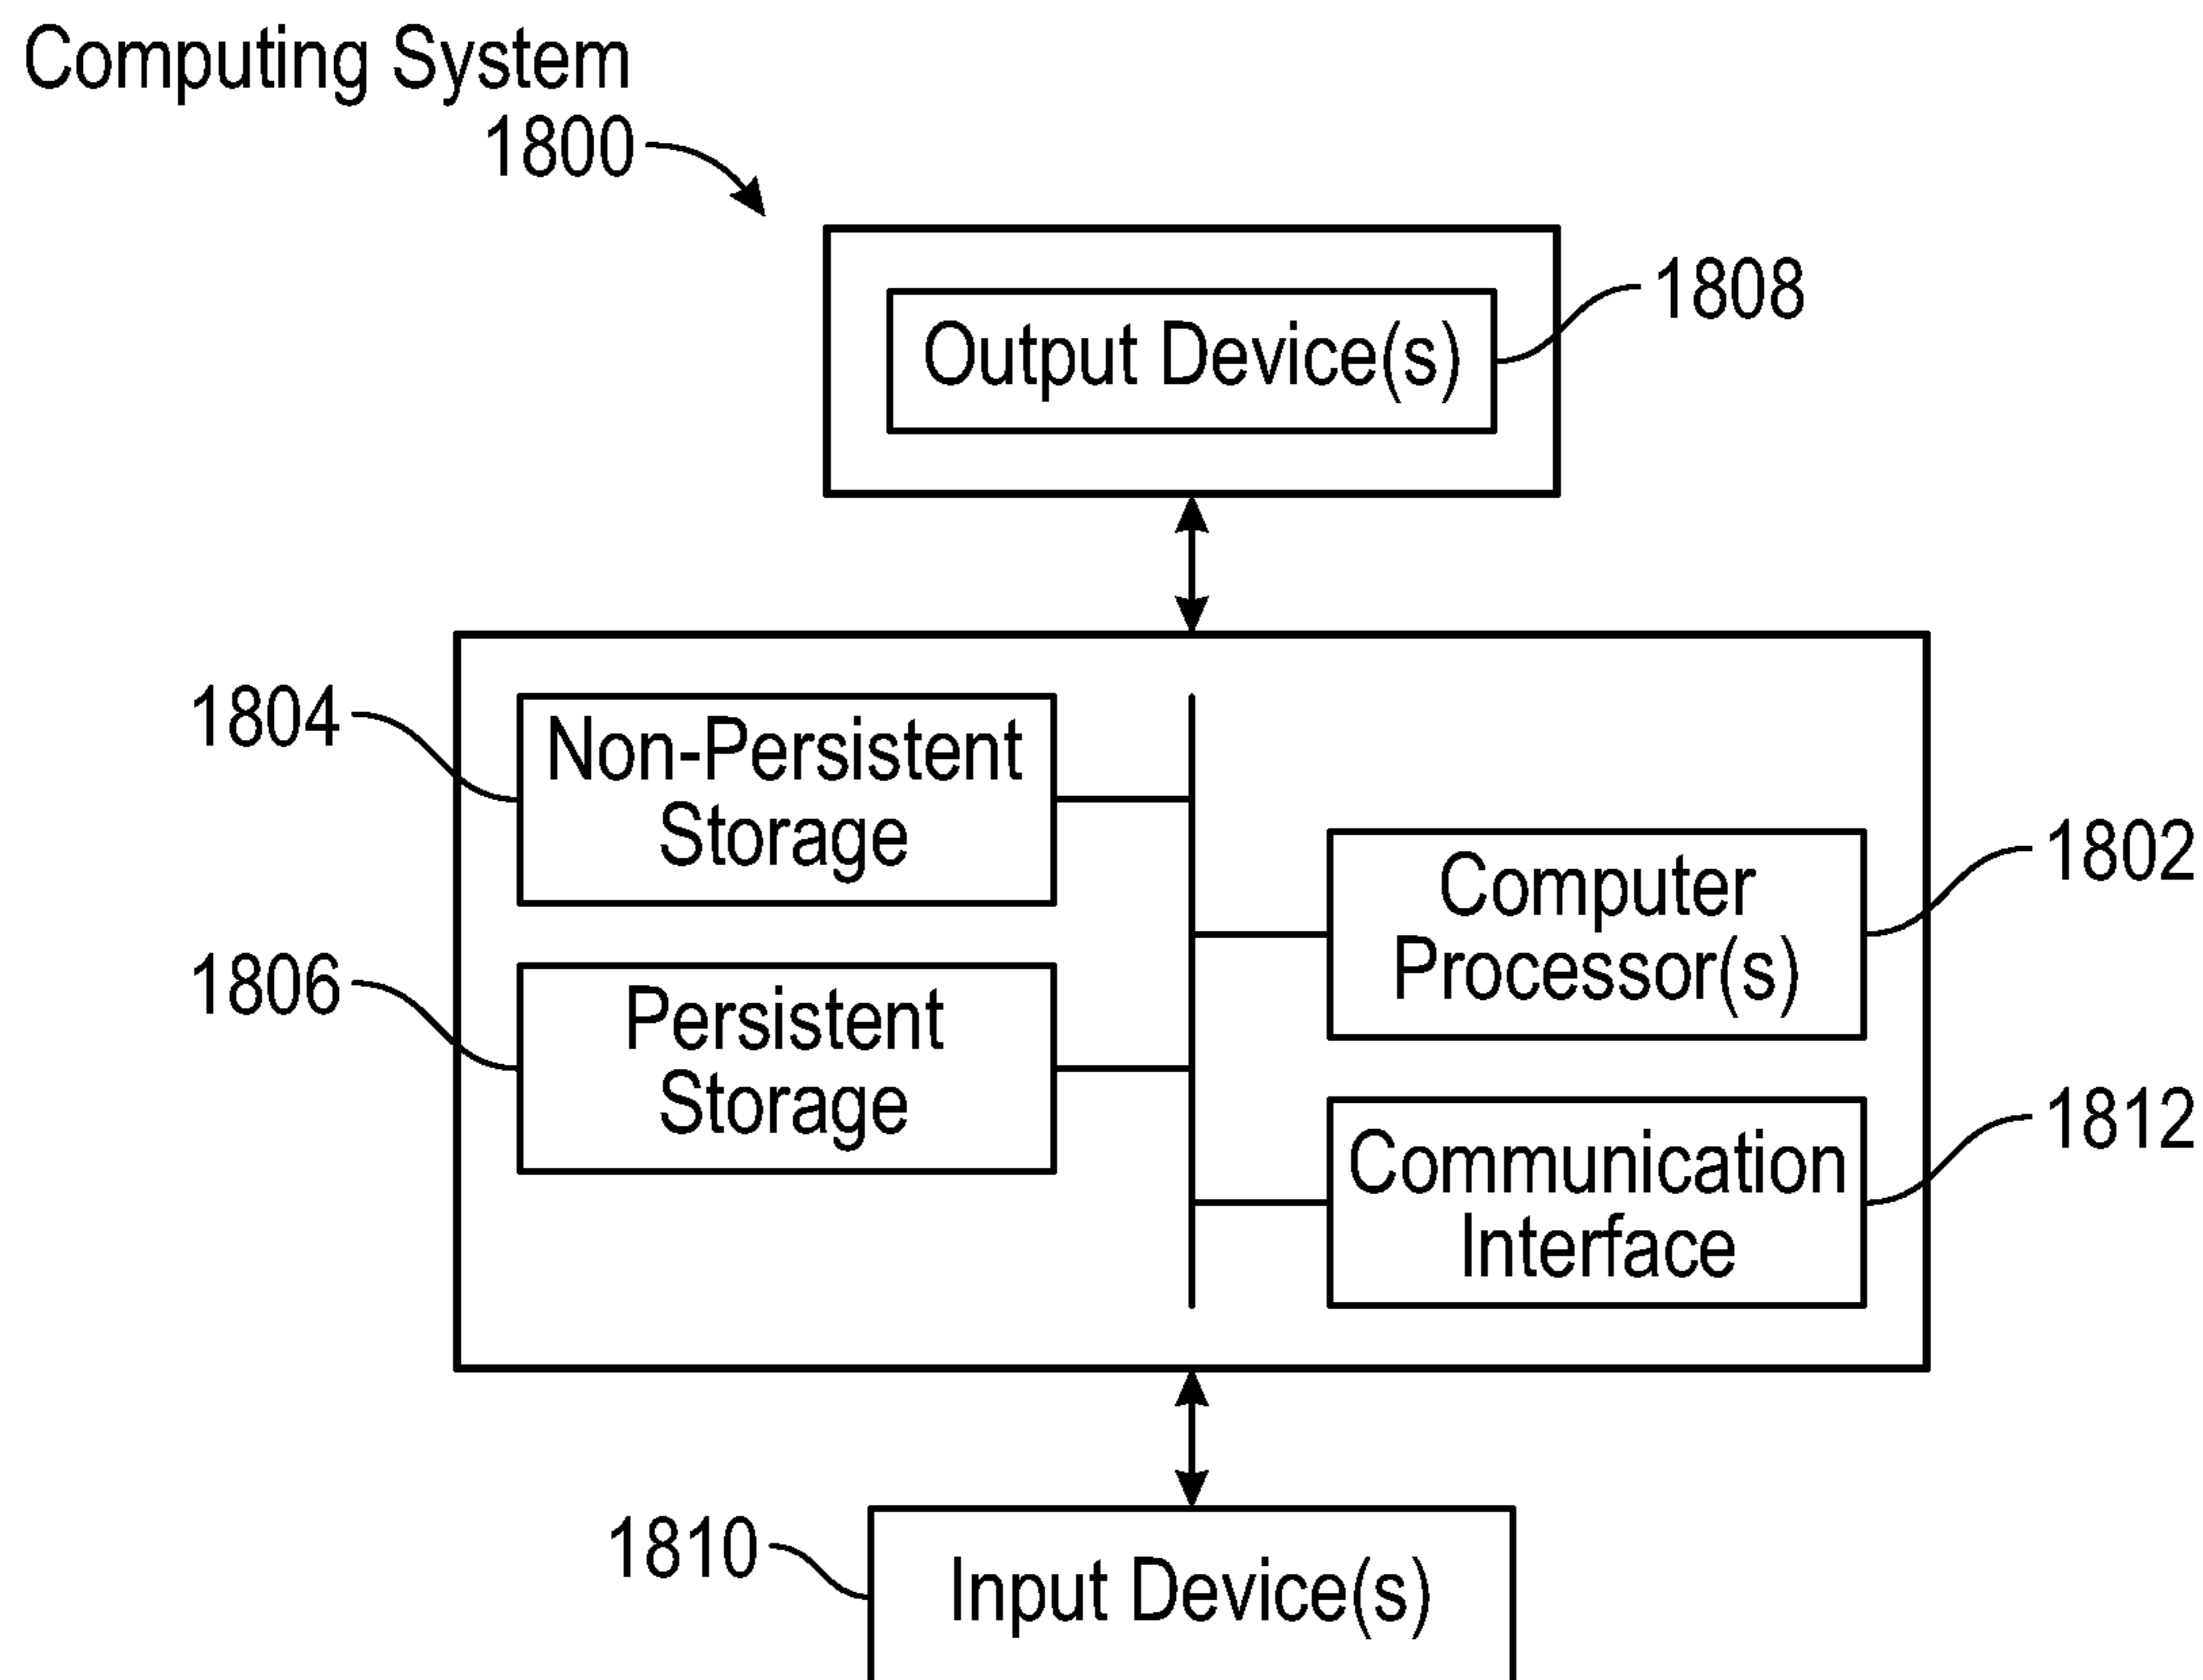 Computing System
1800
1808
Output Device(s)
1804
Non-Persistent
Storage
1802
Computer
Processor(s)
1806
Persistent
Storage
1812
Communication
Interface
1810
Input Device(s)